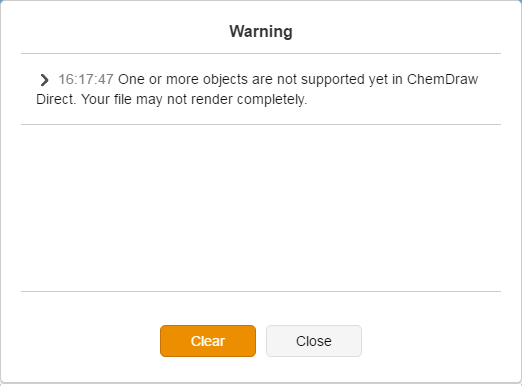 Warning
16:17:47 One or more objects are not supported yet in ChemDraw
Direct. Your file may not render completely.
Clear
Close